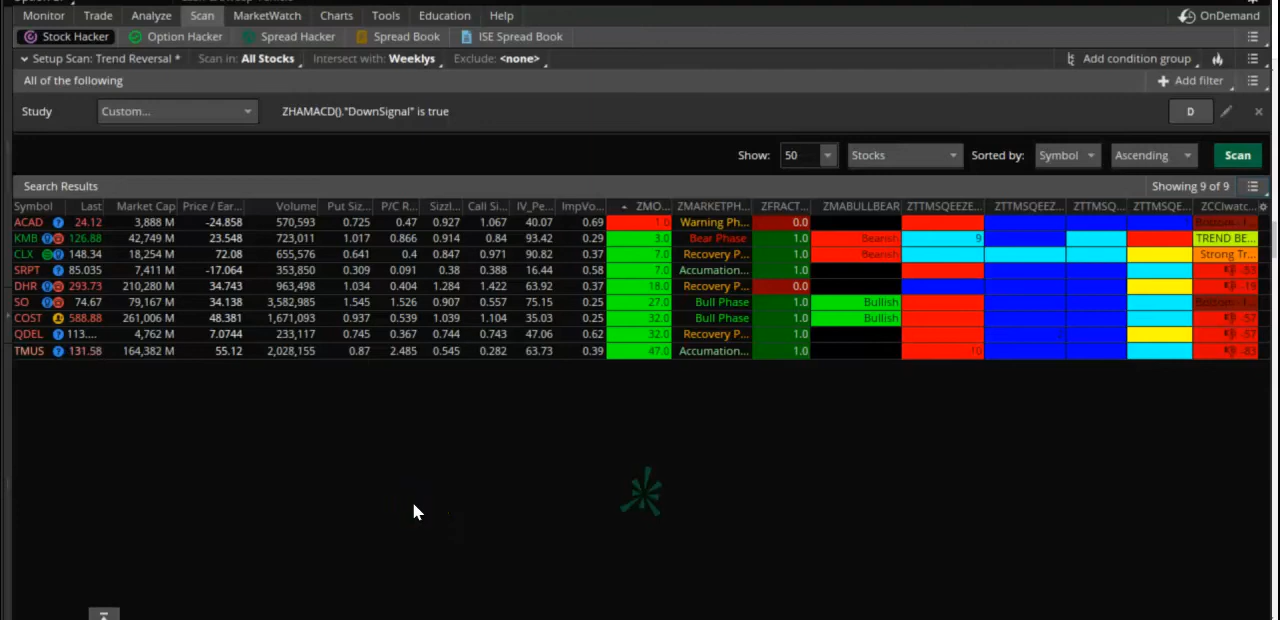 Monitor Trade Analyze Scan MarketWatch Charts Tools Education Help OnDemand
Stock Hacker Option Hacker Spread Hacker Spread Book ISE Spread Book
Setup Scan: Trend Reversal * Scan in: All Stocks Intersect with: Weeklys Exclude: <none> Add condition group
All of the following Add filter
Study Custom... ZHAMACD()."DownSignal" is true D
Show: 50 Stocks Sorted by: Symbol Ascending Scan
Search Results Showing 9 of 9
Symbol Last Market Cap Price / Ear... Volume Put Siz... P/C R... Sizzl... Call Si... IV_Pe... ImpVo... ZMO... ZMARKETPH... ZFRACT... ZMABULLBEAR ZTTMSQEEZE... ZTTMSQEEZ... ZTTMSQ... ZTTMSQE... ZCCIwatc...
ACAD 24.12 3,888 M -24.858 570,593 0.725 0.47 0.927 1.067 40.07 0.69 1.0 Warning Ph... 0.0
KMB 126.88 42,749 M 23.548 723,011 1.017 0.866 0.914 0.84 93.42 0.29 3.0 Bear Phase 1.0 Bearish 9 TREND BE...
CLX 148.34 18,254 M 72.08 655,576 0.641 0.4 0.847 0.971 90.82 0.37 7.0 Recovery P... 1.0 Bearish Strong Tr...
SRPT 85.035 7,411 M -17.064 353,850 0.309 0.091 0.38 0.388 16.44 0.58 7.0 Accumation... 1.0 -53
DHR 293.73 210,280 M 34.743 963,498 1.034 0.404 1.284 1.422 63.92 0.37 18.0 Recovery P... 0.0 -19
SO 74.67 79,167 M 34.138 3,582,985 1.545 1.526 0.907 0.557 75.15 0.25 27.0 Bull Phase 1.0 Bullish
COST 588.88 261,006 M 48.381 1,671,093 0.937 0.539 1.039 1.104 35.03 0.25 32.0 Bull Phase 1.0 Bullish -57
QDEL 113.... 4,762 M 7.0744 233,117 0.745 0.367 0.744 0.743 47.06 0.62 32.0 Recovery P... 1.0 -57
TMUS 131.58 164,382 M 55.12 2,028,155 0.87 2.485 0.545 0.282 63.73 0.39 47.0 Accumation... 1.0 10 -83